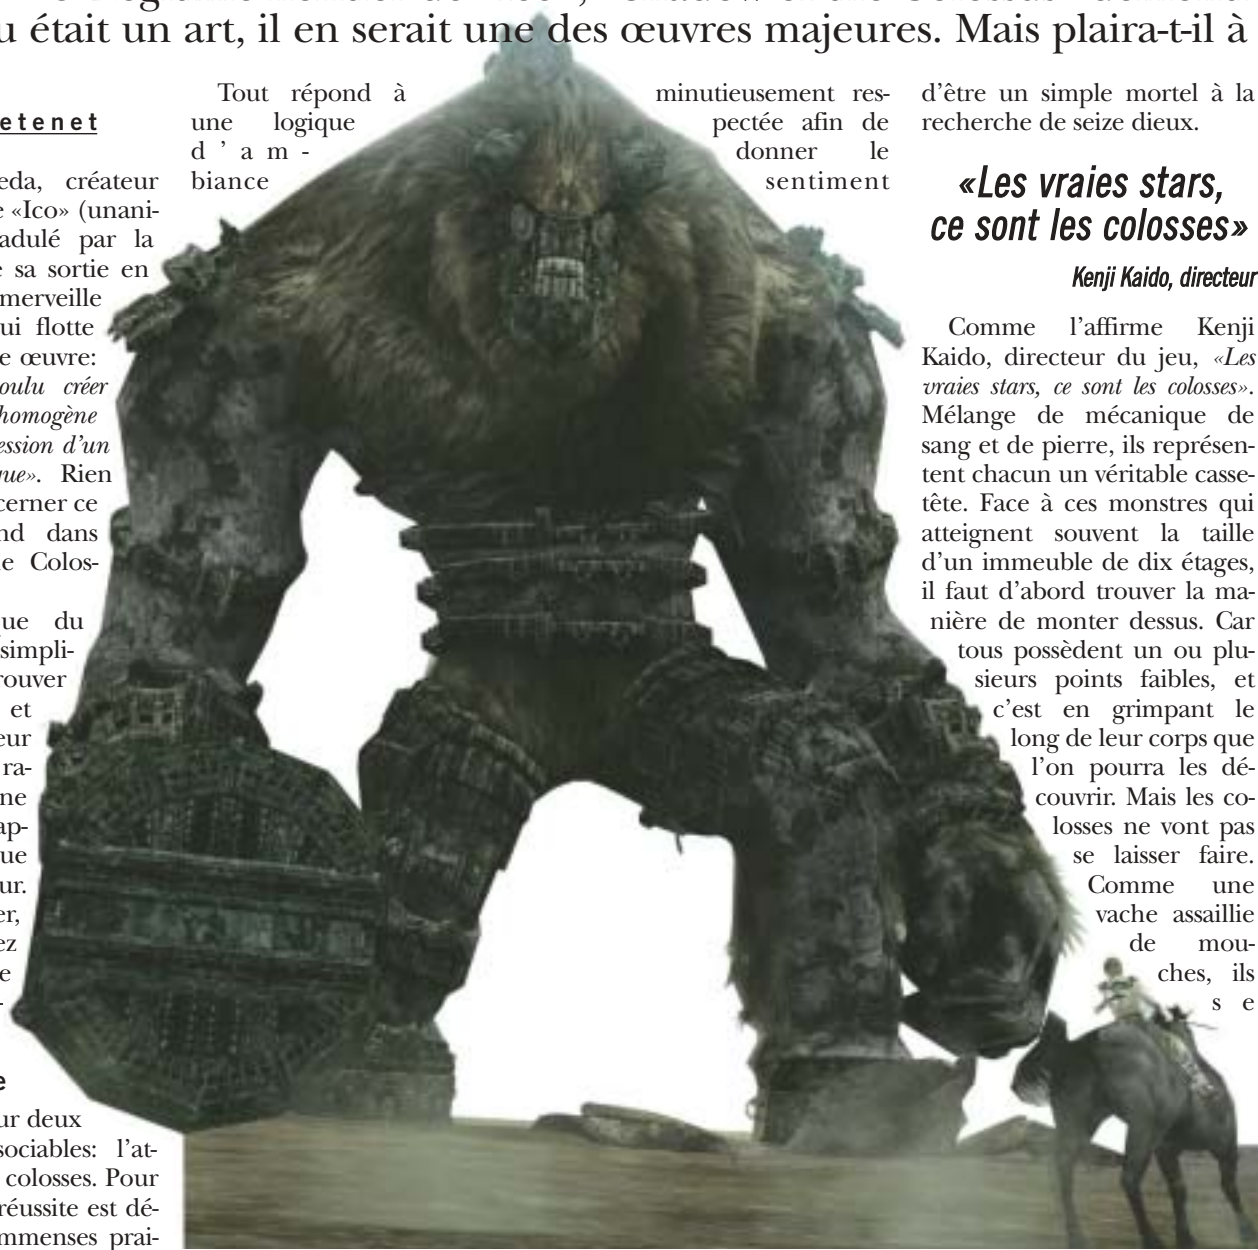 u était un art, il en serait une des œuvres majeures. Mais plaira-t-il à
etenet
eda, créateur
e «Ico» (unani-
adulé par la
e sa sortie en
merveille
ui flotte
e œuvre:
oulu créer
homogène
ession d'un
que». Rien
cerner ce
nd dans
le Colos-
ue du
simpli-
rouver
et
eur
ra-
ne
ap-
ue
ur.
er,
ez
e
-
e
ur deux
sociables: l'at-
colosses. Pour
réussite est dé-
mmenses prai-
Tout répond à
une logique
d'am-
biance
minutieusement res-
pectée afin de
donner le
sentiment
d'être un simple mortel à la
recherche de seize dieux.
«Les vraies stars,
ce sont les colosses»
Kenji Kaido, directeur
Comme l'affirme Kenji
Kaido, directeur du jeu, «Les
vraies stars, ce sont les colosses».
Mélange de mécanique de
sang et de pierre, ils représen-
tent chacun un véritable casse-
tête. Face à ces monstres qui
atteignent souvent la taille
d'un immeuble de dix étages,
il faut d'abord trouver la ma-
nière de monter dessus. Car
tous possèdent un ou plu-
sieurs points faibles, et
c'est en grimpant le
long de leur corps que
l'on pourra les dé-
couvrir. Mais les co-
losses ne vont pas
se laisser faire.
Comme une
vache assaillie
de mou-
ches, ils
se